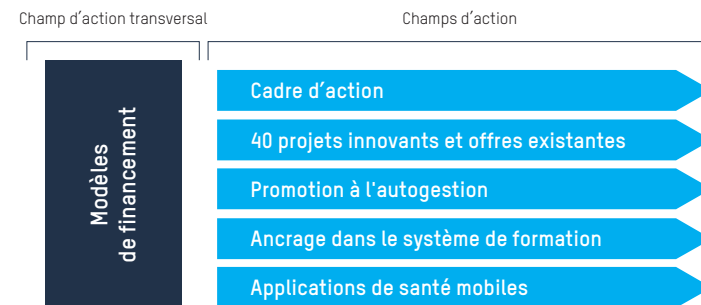 Champ d'action transversal
Champs d'action
Modèles
de financement
Cadre d'action
40 projets innovants et offres existantes
Promotion à l'autogestion
Ancrage dans le système de formation
Applications de santé mobiles